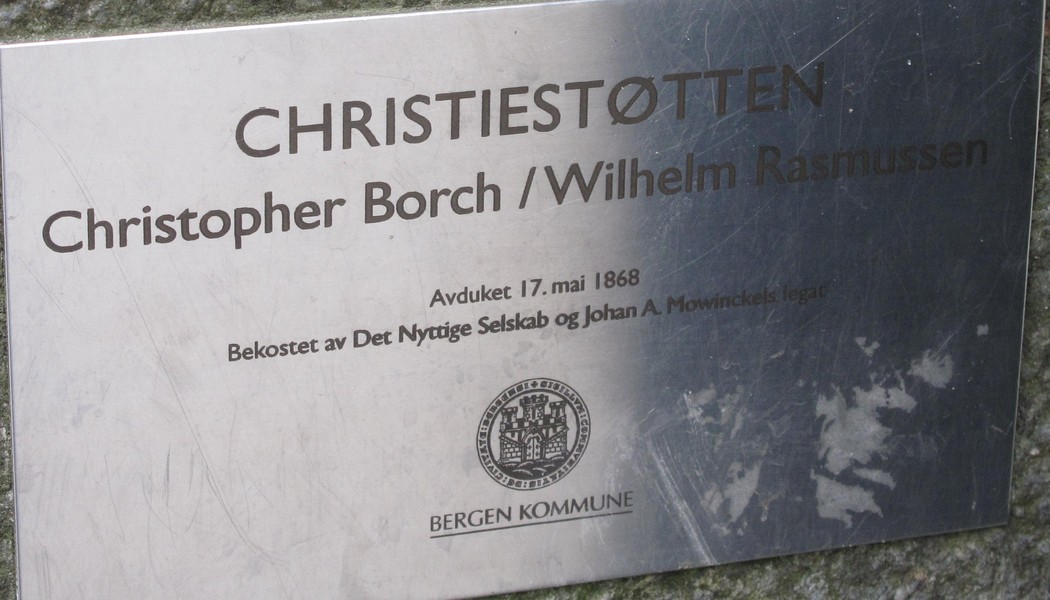 CHRISTIESTØTTEN
Christopher Borch / Wilhelm Rasmussen
Avduket 17. mai 1868
Bekostet av Det Nyttige Selskab og Johan A. Mowinckels legat
BERGEN KOMMUNE